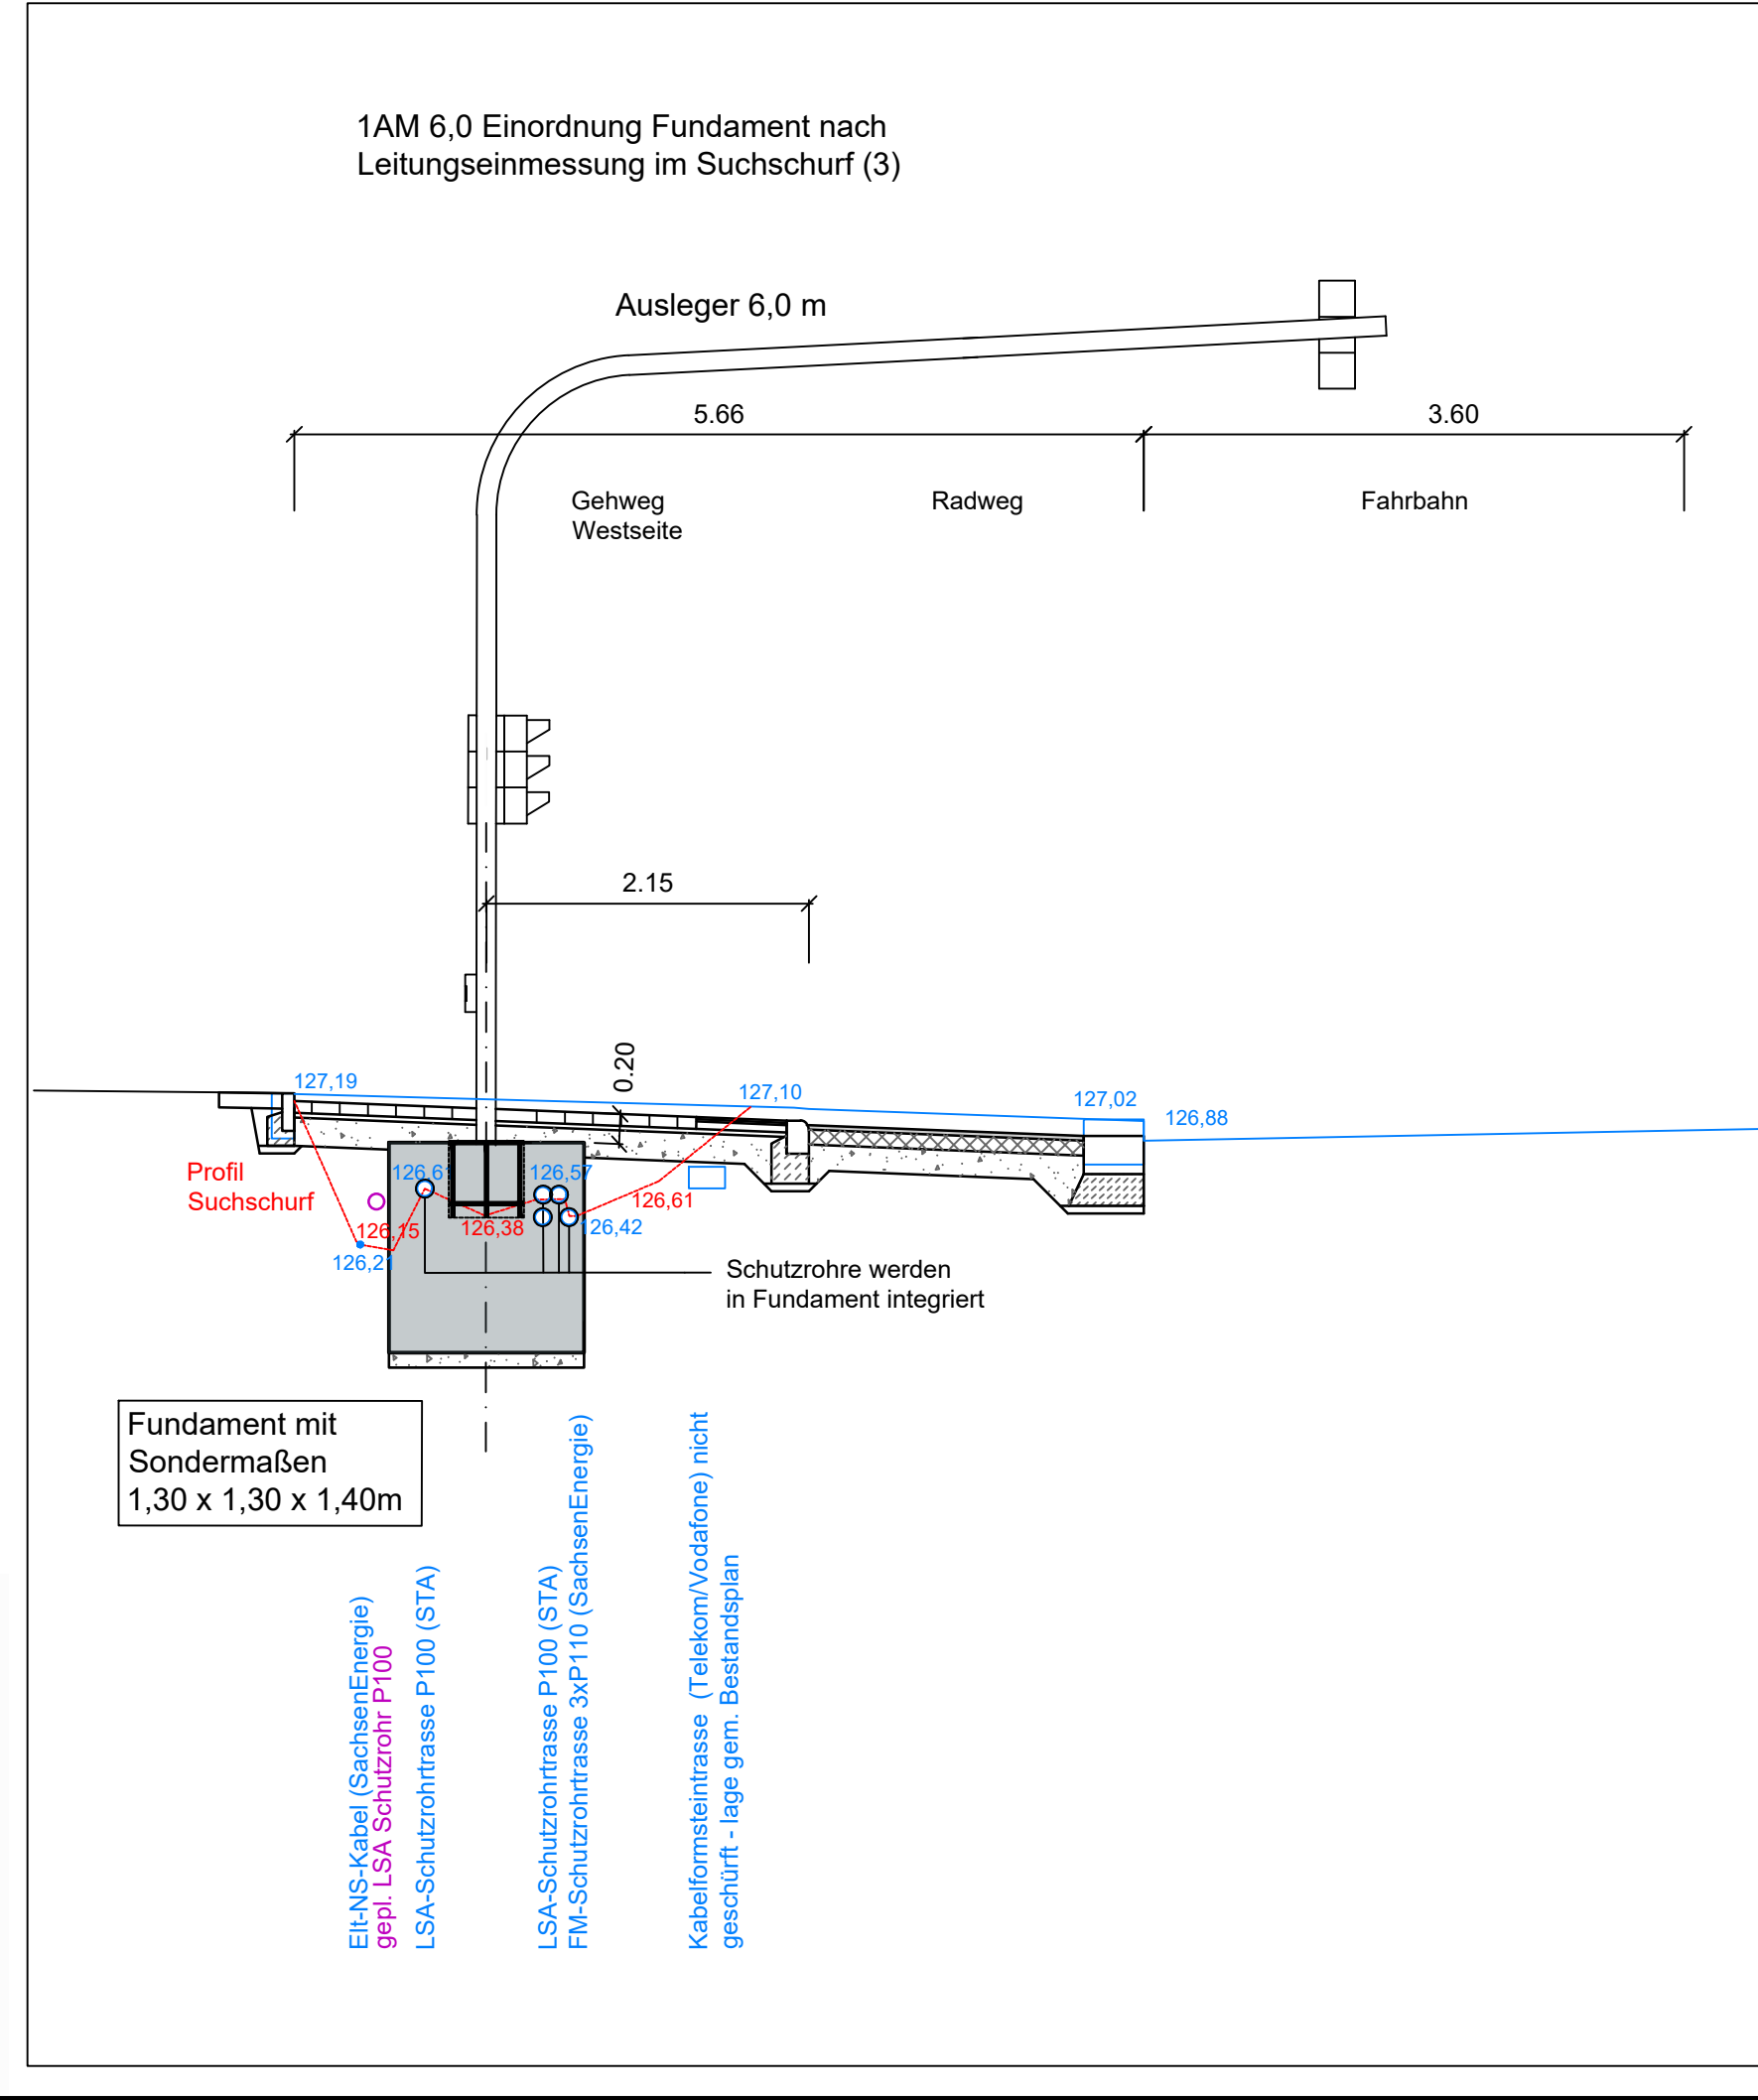 1AM 6,0 Einordnung Fundament nach
Leitungseinmessung im Suchschurf (3)
Ausleger 6,0 m
5.66
3.60
Gehweg
Westseite
Radweg
Fahrbahn
2.15
0.20
127,19
127,10
127,02
126,88
Profil
Suchschurf
126,61
126,57
126,15
126,38
126,61
126,42
126,21
Schutzrohre werden
in Fundament integriert
Fundament mit
Sondermaßen
1,30 x 1,30 x 1,40m
Elt-NS-Kabel (SachsenEnergie)
gepl. LSA Schutzrohr P100
LSA-Schutzrohrtrasse P100 (STA)
LSA-Schutzrohrtrasse P100 (STA)
FM-Schutzrohrtrasse 3xP110 (SachsenEnergie)
Kabelformsteintrasse (Telekom/Vodafone) nicht
geschürft - lage gem. Bestandsplan